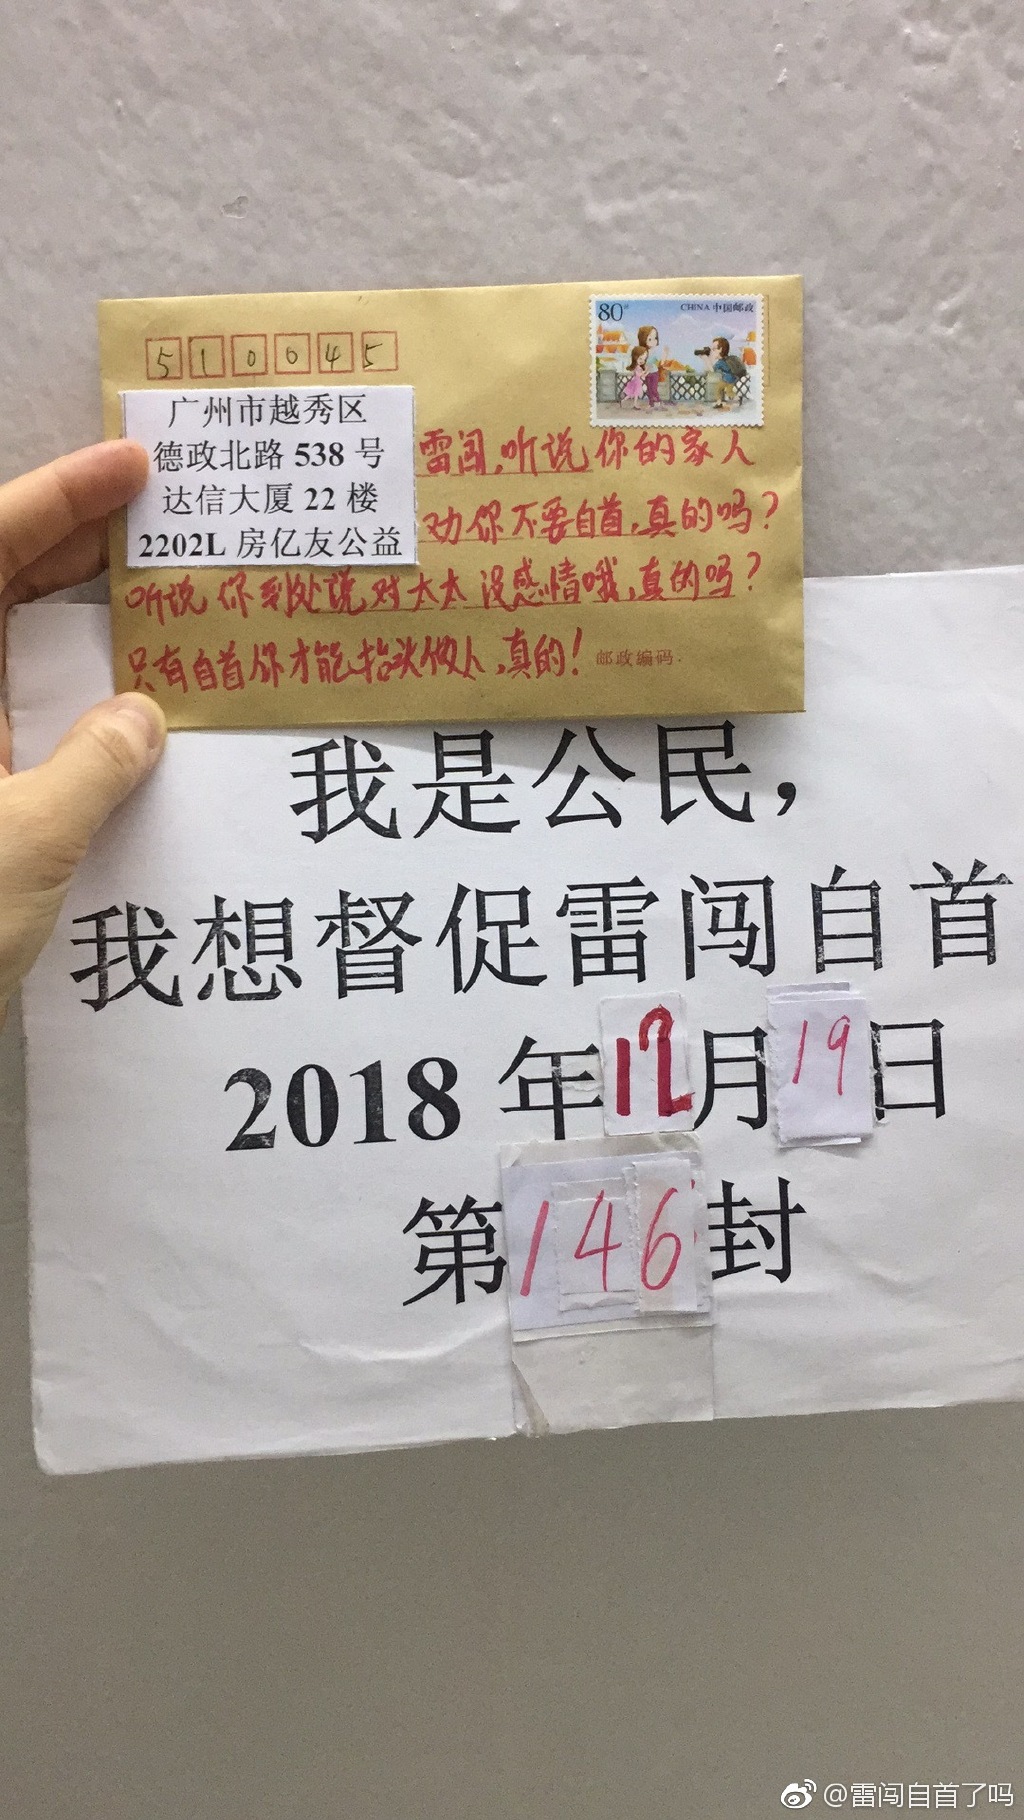 80分 CHINA 中国邮政
510045
广州市越秀区
德政北路 538 号
达信大厦 22 楼
2202L 房亿友公益
雷闯,听说你的家人
劝你不要自首,真的吗?
听说你到处说对太太没感情哦,真的吗?
只有自首你才能抬头做人,真的!
邮政编码
我是公民,
我想督促雷闯自首
2018 年12月19日
第146封
@雷闯自首了吗